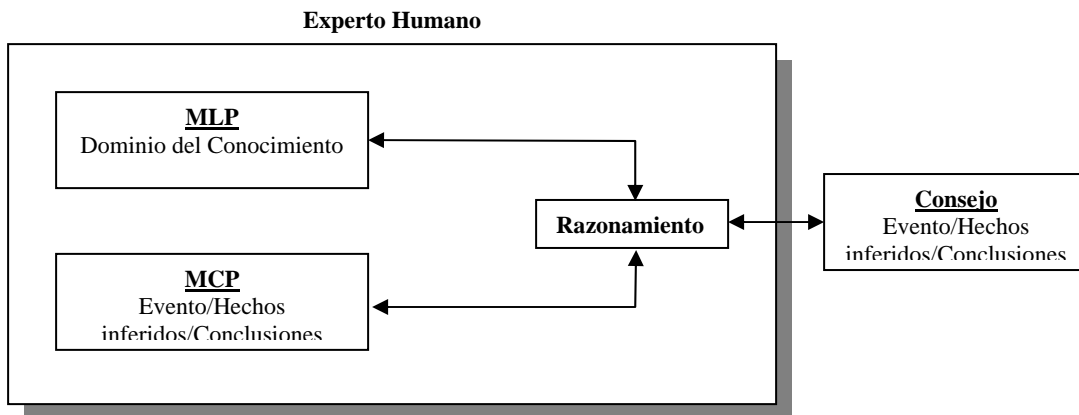 Experto Humano
MLP
Dominio del Conocimiento
Razonamiento
Consejo
Evento/Hechos
inferidos/Conclusiones
MCP
Evento/Hechos
inferidos/Conclusiones